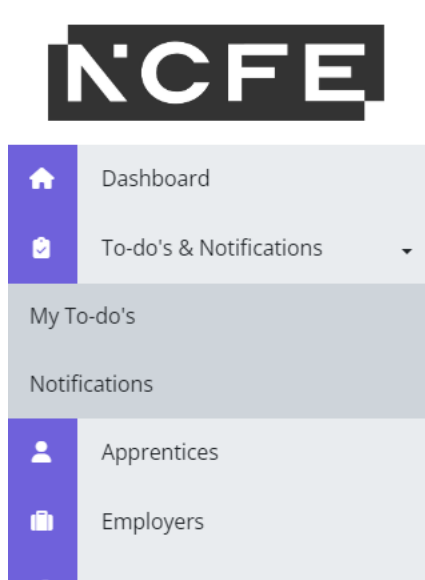 NCFE
Dashboard
To-do's & Notifications
My To-do's
Notifications
Apprentices
Employers